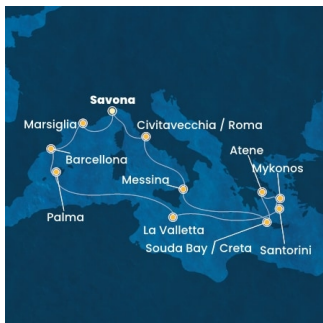 Savona
Marsiglia
Civitavecchia / Roma
Atene
Barcellona
Mykonos
Messina
Palma
La Valletta
Souda Bay / Creta
Santorini